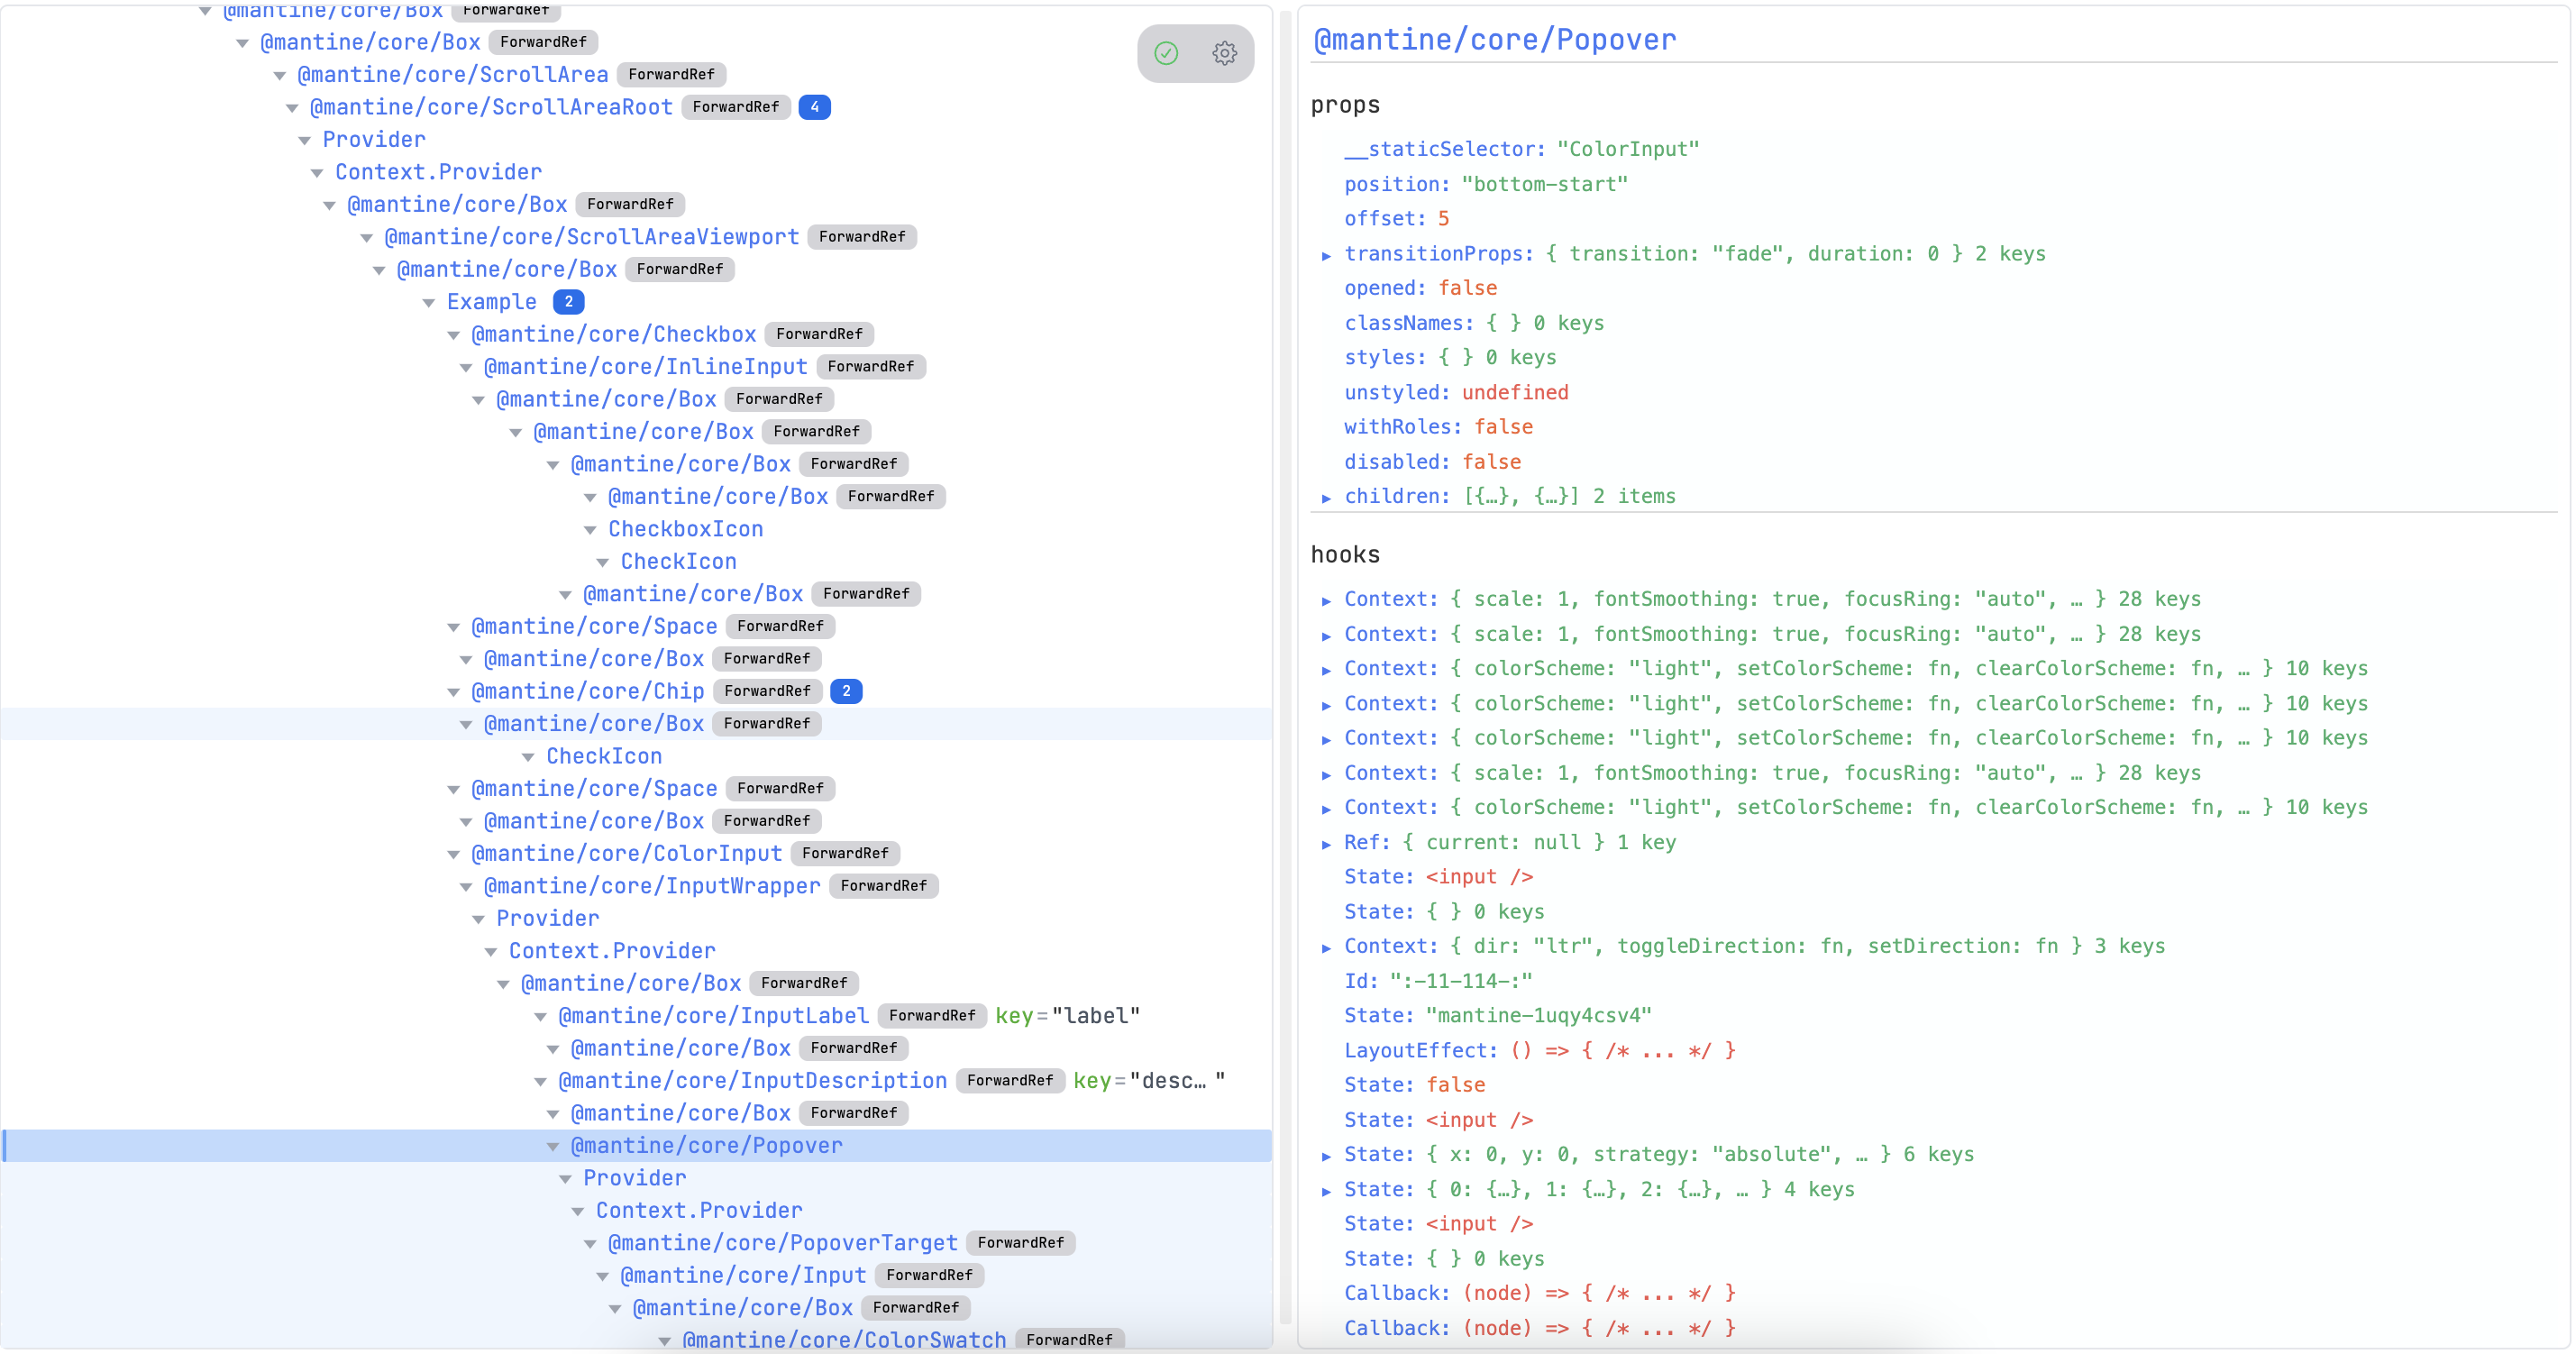 @mantine/core/Box ForwardRef
@mantine/core/Box ForwardRef
@mantine/core/ScrollArea ForwardRef
@mantine/core/ScrollAreaRoot ForwardRef 4
Provider
Context.Provider
@mantine/core/Box ForwardRef
@mantine/core/ScrollAreaViewport ForwardRef
@mantine/core/Box ForwardRef
Example 2
@mantine/core/Checkbox ForwardRef
@mantine/core/InlineInput ForwardRef
@mantine/core/Box ForwardRef
@mantine/core/Box ForwardRef
@mantine/core/Box ForwardRef
@mantine/core/Box ForwardRef
CheckboxIcon
CheckIcon
@mantine/core/Box ForwardRef
@mantine/core/Space ForwardRef
@mantine/core/Box ForwardRef
@mantine/core/Chip ForwardRef 2
@mantine/core/Box ForwardRef
CheckIcon
@mantine/core/Space ForwardRef
@mantine/core/Box ForwardRef
@mantine/core/ColorInput ForwardRef
@mantine/core/InputWrapper ForwardRef
Provider
Context.Provider
@mantine/core/Box ForwardRef
@mantine/core/InputLabel ForwardRef key="label"
@mantine/core/Box ForwardRef
@mantine/core/InputDescription ForwardRef key="desc… "
@mantine/core/Box ForwardRef
@mantine/core/Popover
Provider
Context.Provider
@mantine/core/PopoverTarget ForwardRef
@mantine/core/Input ForwardRef
@mantine/core/Box ForwardRef
@mantine/core/ColorSwatch ForwardRef
@mantine/core/Popover
props
__staticSelector: "ColorInput"
position: "bottom-start"
offset: 5
transitionProps: { transition: "fade", duration: 0 } 2 keys
opened: false
classNames: { } 0 keys
styles: { } 0 keys
unstyled: undefined
withRoles: false
disabled: false
children: [{…}, {…}] 2 items
hooks
Context: { scale: 1, fontSmoothing: true, focusRing: "auto", … } 28 keys
Context: { scale: 1, fontSmoothing: true, focusRing: "auto", … } 28 keys
Context: { colorScheme: "light", setColorScheme: fn, clearColorScheme: fn, … } 10 keys
Context: { colorScheme: "light", setColorScheme: fn, clearColorScheme: fn, … } 10 keys
Context: { colorScheme: "light", setColorScheme: fn, clearColorScheme: fn, … } 10 keys
Context: { scale: 1, fontSmoothing: true, focusRing: "auto", … } 28 keys
Context: { colorScheme: "light", setColorScheme: fn, clearColorScheme: fn, … } 10 keys
Ref: { current: null } 1 key
State: <input />
State: { } 0 keys
Context: { dir: "ltr", toggleDirection: fn, setDirection: fn } 3 keys
Id: ":-11-114-:"
State: "mantine-1uqy4csv4"
LayoutEffect: () => { /* ... */ }
State: false
State: <input />
State: { x: 0, y: 0, strategy: "absolute", … } 6 keys
State: { 0: {…}, 1: {…}, 2: {…}, … } 4 keys
State: <input />
State: { } 0 keys
Callback: (node) => { /* ... */ }
Callback: (node) => { /* ... */ }